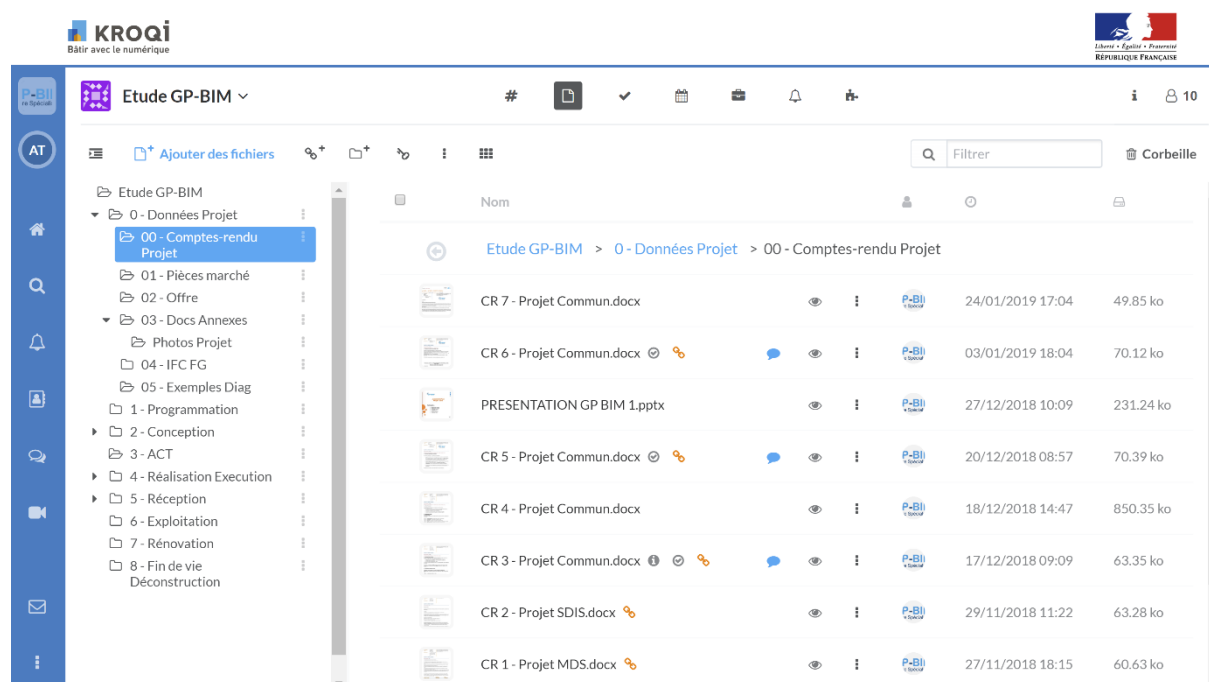 KROQI
Bâtir avec le numérique
Liberté • Égalité • Fraternité
RÉPUBLIQUE FRANÇAISE
P-BIM
Etude GP-BIM
10
AT
Ajouter des fichiers
Filtrer
Corbeille
Etude GP-BIM
0 - Données Projet
00 - Comptes-rendu
Projet
01 - Pièces marché
02 - Offre
03 - Docs Annexes
Photos Projet
04 - IFC FG
05 - Exemples Diag
1 - Programmation
2 - Conception
3 - ACT
4 - Réalisation Execution
5 - Réception
6 - Exploitation
7 - Rénovation
8 - Fin de vie
Déconstruction
Nom
Etude GP-BIM > 0 - Données Projet > 00 - Comptes-rendu Projet
CR 7 - Projet Commun.docx 24/01/2019 17:04 49.85 ko
CR 6 - Projet Commun.docx 03/01/2019 18:04 70.12 ko
PRESENTATION GP BIM 1.pptx 27/12/2018 10:09 231.24 ko
CR 5 - Projet Commun.docx 20/12/2018 08:57 70.39 ko
CR 4 - Projet Commun.docx 18/12/2018 14:47 850.35 ko
CR 3 - Projet Commun.docx 17/12/2018 09:09 63.35 ko
CR 2 - Projet SDIS.docx 29/11/2018 11:22 63.28 ko
CR 1 - Projet MDS.docx 27/11/2018 18:15 60.63 ko